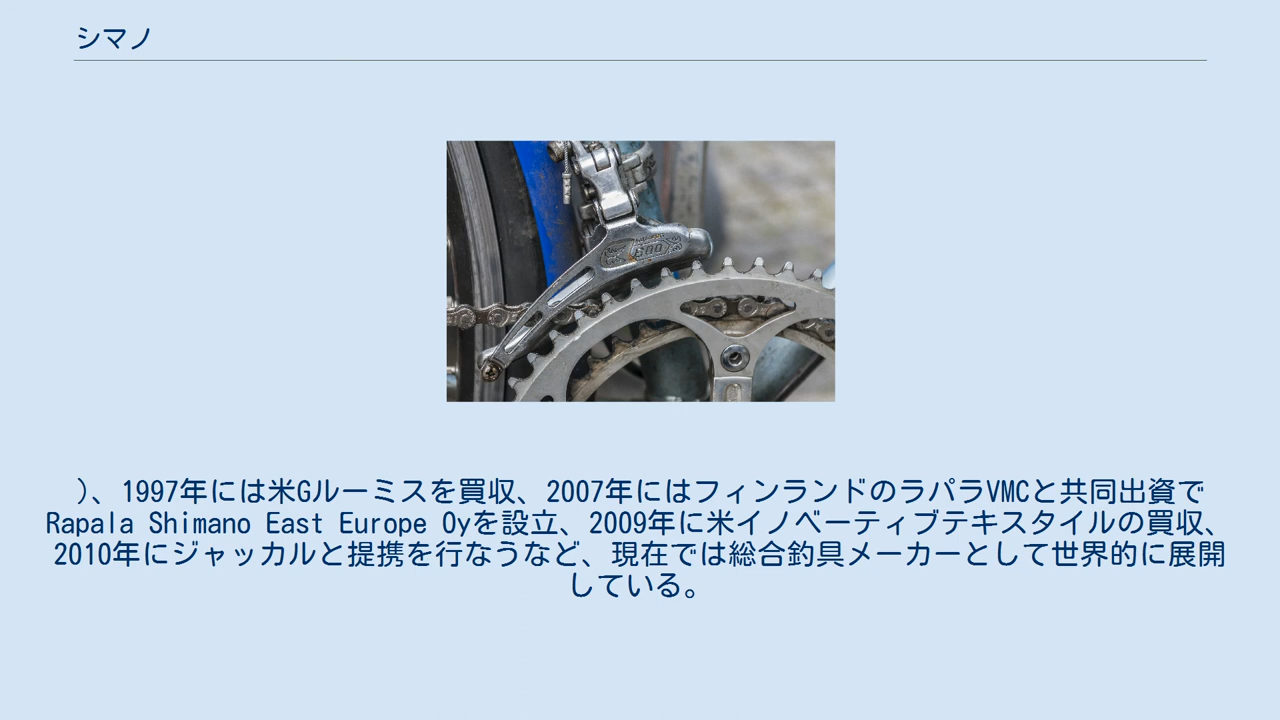 シマノ
600
)、1997年には米Gルーミスを買収、2007年にはフィンランドのラパラVMCと共同出資で
Rapala Shimano East Europe Oyを設立、2009年に米イノベーティブテキスタイルの買収、
2010年にジャッカルと提携を行なうなど、現在では総合釣具メーカーとして世界的に展開
している。